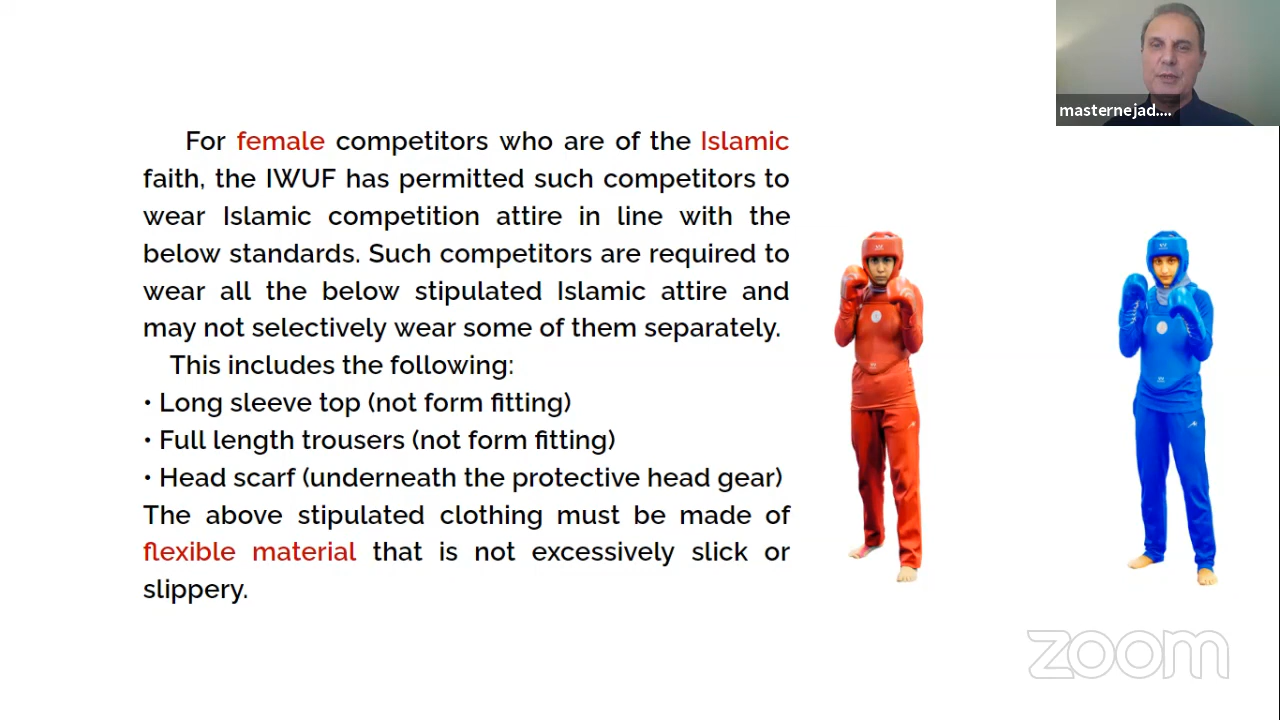 masternejad....
For female competitors who are of the Islamic
faith, the IWUF has permitted such competitors to
wear Islamic competition attire in line with the
below standards. Such competitors are required to
wear all the below stipulated Islamic attire and
may not selectively wear some of them separately.
This includes the following:
• Long sleeve top (not form fitting)
• Full length trousers (not form fitting)
• Head scarf (underneath the protective head gear)
The above stipulated clothing must be made of
flexible material that is not excessively slick or
slippery.
zoom